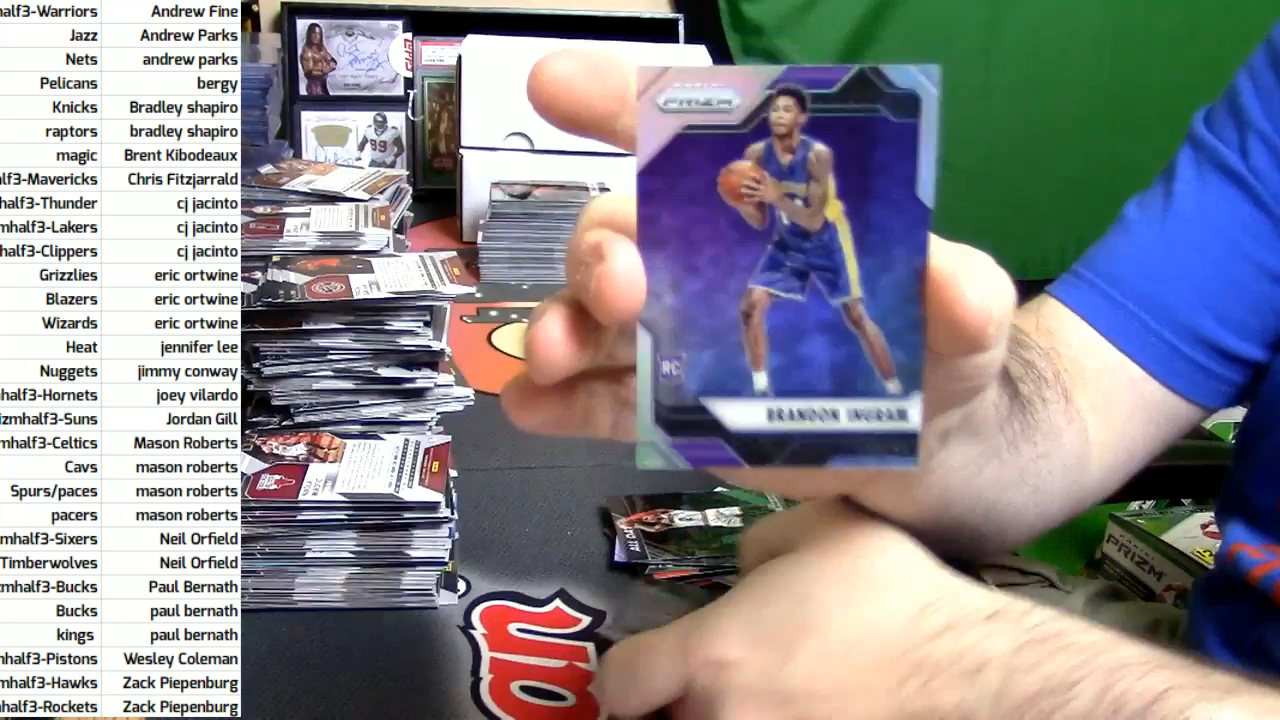 half3-Warriors Andrew Fine
Jazz Andrew Parks
Nets andrew parks
Pelicans bergy
Knicks Bradley shapiro
raptors bradley shapiro
magic Brent Kibodeaux
lf3-Mavericks Chris Fitzjarrald
half3-Thunder cj jacinto
mhalf3-Lakers cj jacinto
half3-Clippers cj jacinto
Grizzlies eric ortwine
Blazers eric ortwine
Wizards eric ortwine
Heat jennifer lee
Nuggets jimmy conway
half3-Hornets joey vilardo
izmhalf3-Suns Jordan Gill
mhalf3-Celtics Mason Roberts
Cavs mason roberts
Spurs/paces mason roberts
pacers mason roberts
zmhalf3-Sixers Neil Orfield
Timberwolves Neil Orfield
zmhalf3-Bucks Paul Bernath
Bucks paul bernath
kings paul bernath
nhalf3-Pistons Wesley Coleman
mhalf3-Hawks Zack Piepenburg
half3-Rockets Zack Piepenburg
PRIZM
RC
BRANDON INGRAM
99
PRIZM